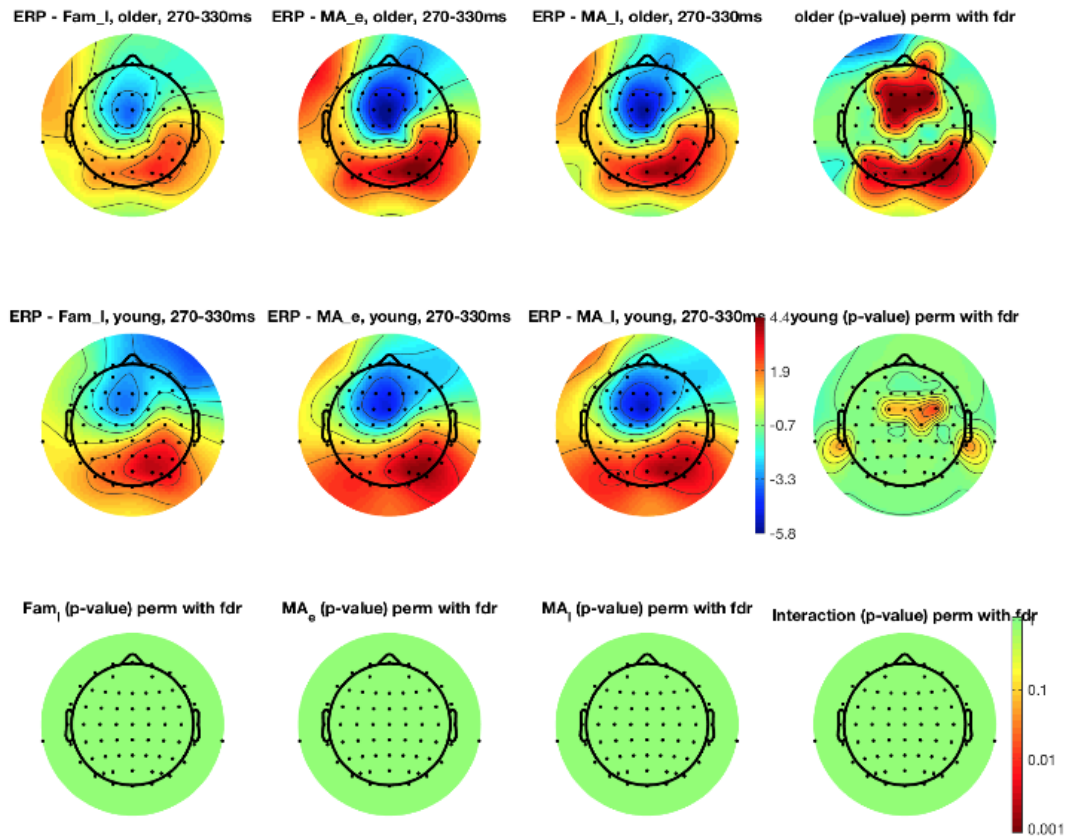 ERP - Fam_l, older, 270-330ms
ERP - MA_e, older, 270-330ms
ERP - MA_l, older, 270-330ms
older (p-value) perm with fdr
ERP - Fam_l, young, 270-330ms
ERP - MA_e, young, 270-330ms
ERP - MA_l, young, 270-330ms
young (p-value) perm with fdr
4.4
1.9
-0.7
-3.3
-5.8
Fam_l (p-value) perm with fdr
MA_e (p-value) perm with fdr
MA_l (p-value) perm with fdr
Interaction (p-value) perm with fdr
1
0.1
0.01
0.001